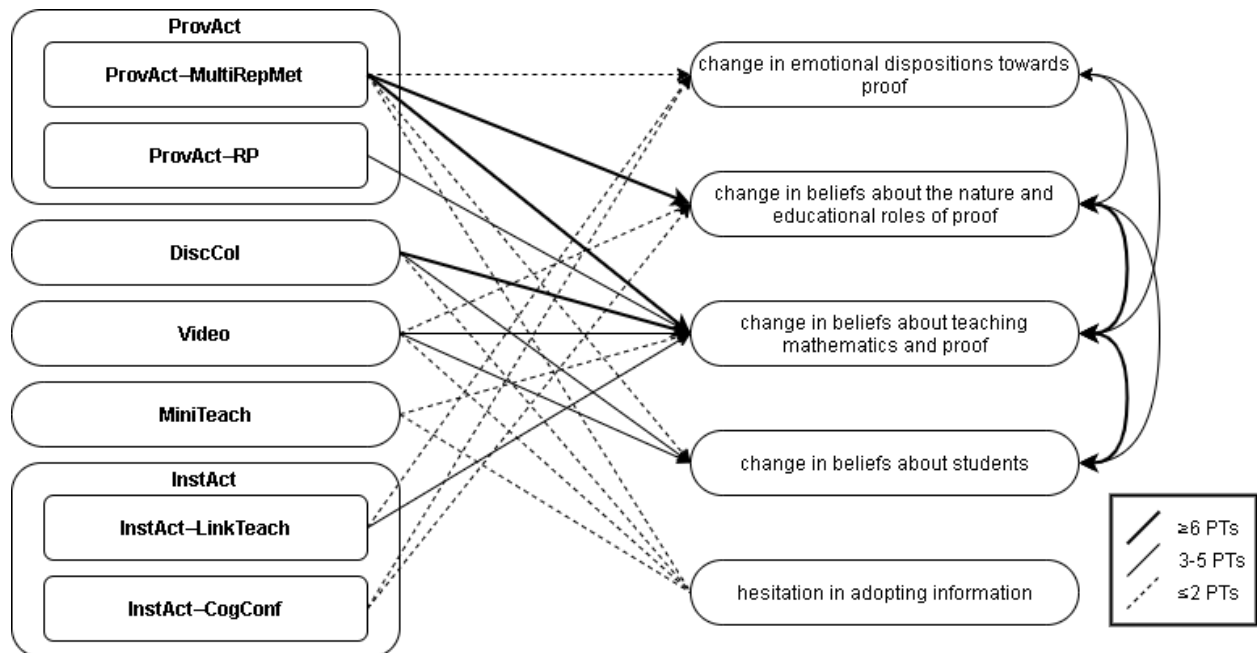 ProvAct
ProvAct–MultiRepMet
ProvAct–RP
DiscCol
Video
MiniTeach
InstAct
InstAct–LinkTeach
InstAct–CogConf
change in emotional dispositions towards
proof
change in beliefs about the nature and
educational roles of proof
change in beliefs about teaching
mathematics and proof
change in beliefs about students
hesitation in adopting information
≥6 PTs
3-5 PTs
≤2 PTs